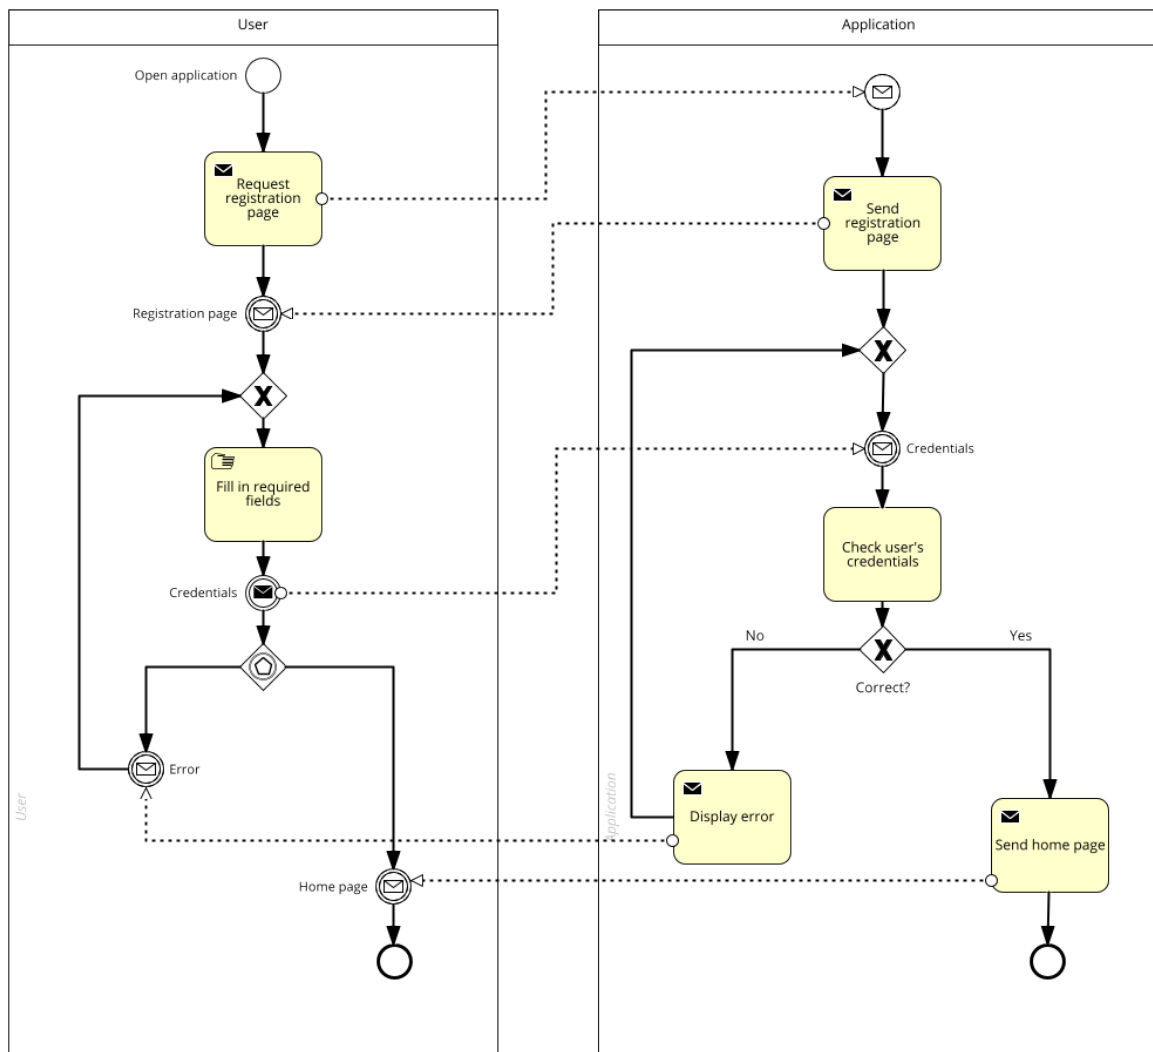 User
Application
Open application
Request
registration
page
Send
registration
page
Registration page
Credentials
Fill in required
fields
Check user's
credentials
Credentials
No
Yes
Correct?
Error
User
Application
Display error
Send home page
Home page